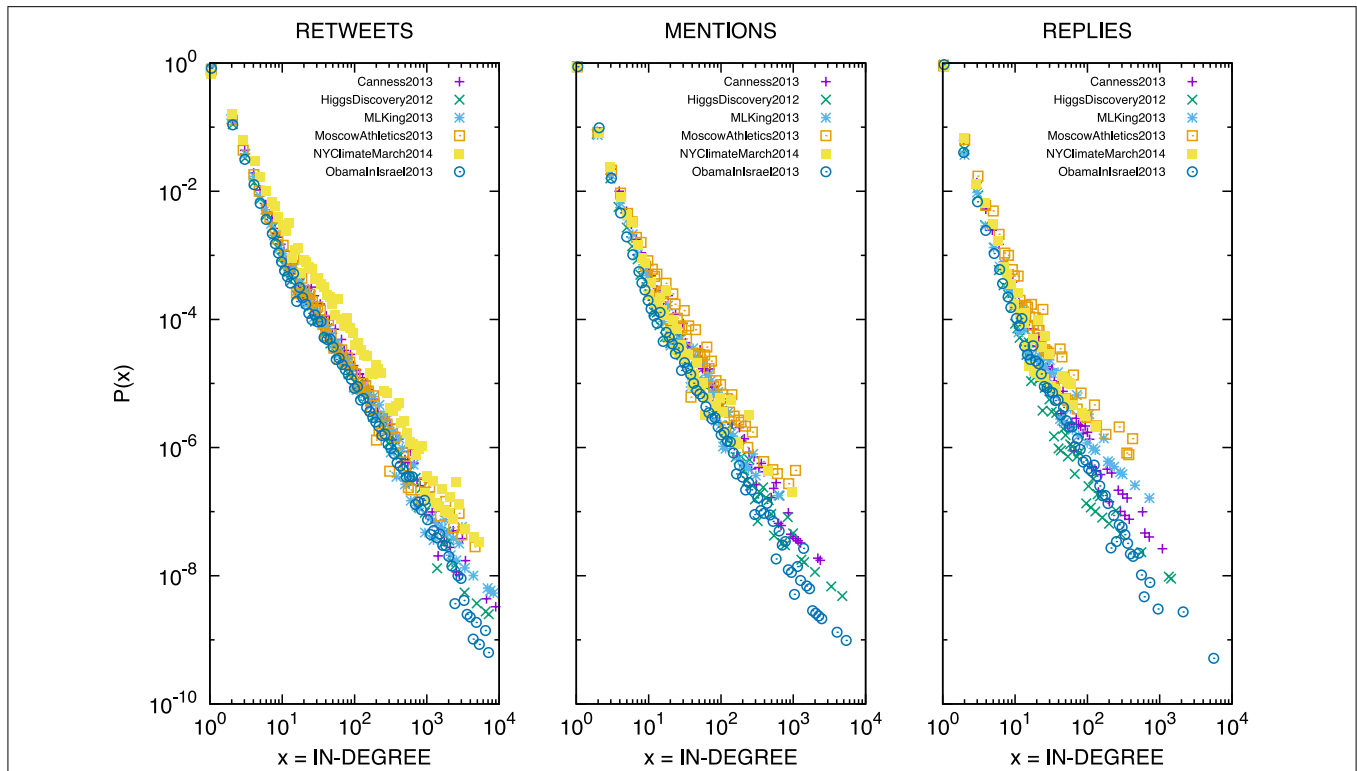 RETWEETS
MENTIONS
REPLIES
P(x)
10^0
10^-2
10^-4
10^-6
10^-8
10^-10
Canness2013
HiggsDiscovery2012
MLKing2013
MoscowAthletics2013
NYClimateMarch2014
ObamaInIsrael2013
10^0 10^1 10^2 10^3 10^4
x = IN-DEGREE
Canness2013
HiggsDiscovery2012
MLKing2013
MoscowAthletics2013
NYClimateMarch2014
ObamaInIsrael2013
10^0 10^1 10^2 10^3 10^4
x = IN-DEGREE
Canness2013
HiggsDiscovery2012
MLKing2013
MoscowAthletics2013
NYClimateMarch2014
ObamaInIsrael2013
10^0 10^1 10^2 10^3 10^4
x = IN-DEGREE